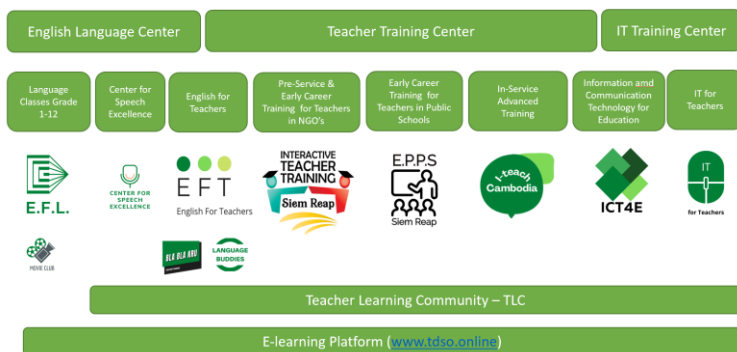 English Language Center
Teacher Training Center
IT Training Center
Language
Classes Grade
1-12
Center for
Speech
Excellence
English for
Teachers
Pre-Service &
Early Career
Training for Teachers
in NGO's
Early Career
Training for
Teachers in Public
Schools
In-Service
Advanced
Training
Information amd
Communication
Technology for
Education
IT for
Teachers
E.F.L.
CENTER FOR
SPEECH
EXCELLENCE
EFT
English For Teachers
INTERACTIVE
TEACHER
TRAINING
Siem Reap
E.P.P.S
Siem Reap
I-teach
Cambodia
ICT4E
IT
for Teachers
MOVIE CLUB
BLA BLA KRU
LANGUAGE
BUDDIES
Teacher Learning Community – TLC
E-learning Platform (www.tdso.online)